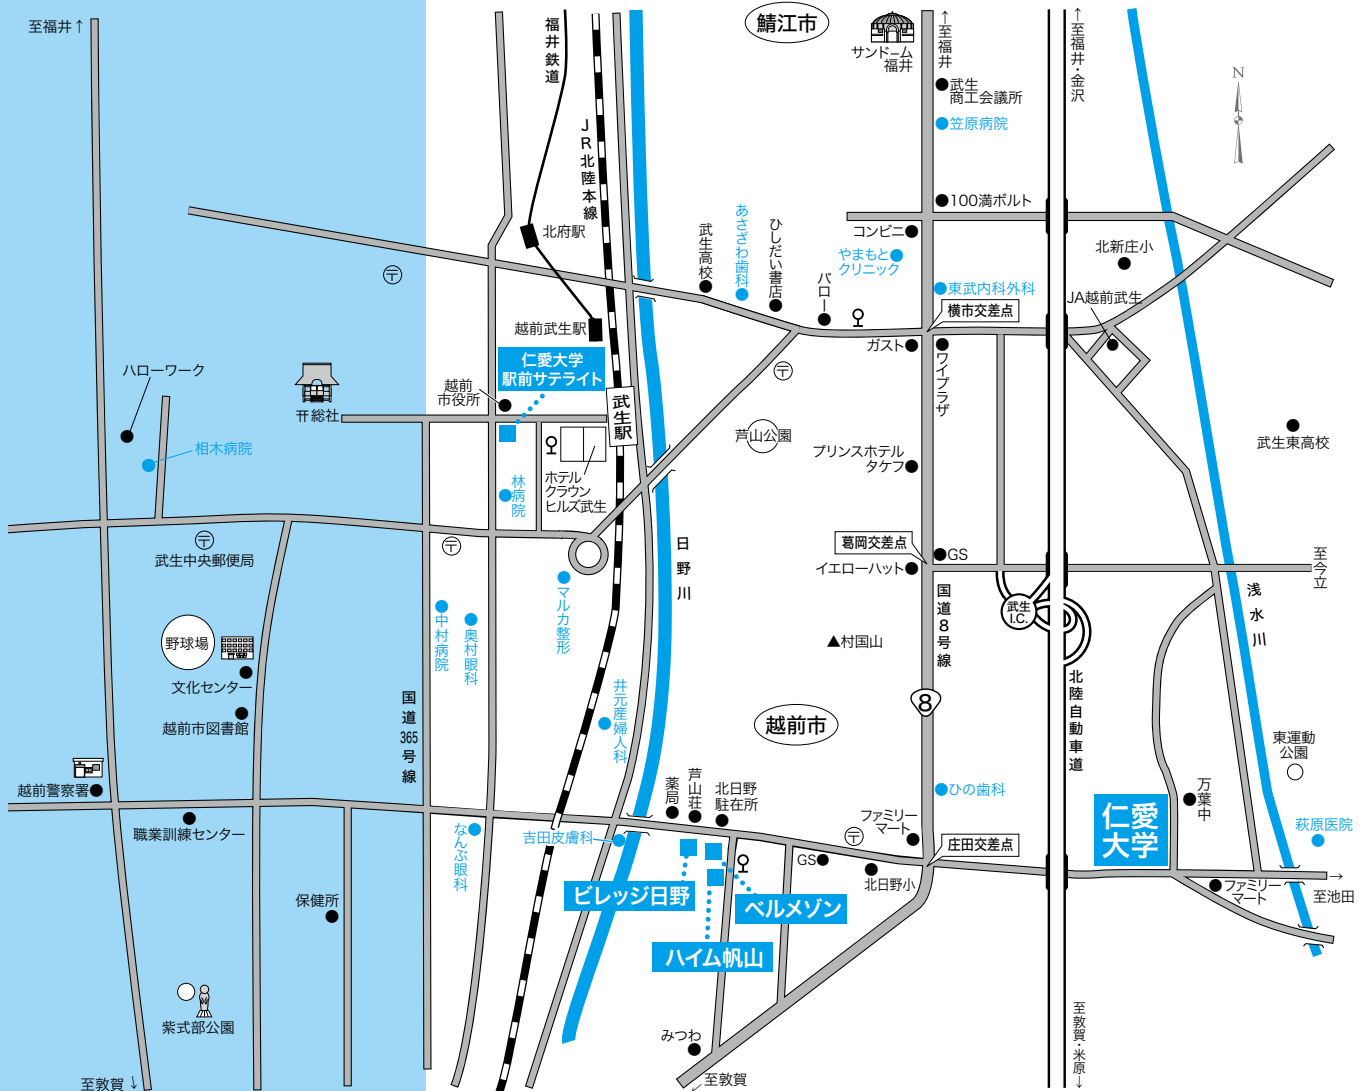 至福井↑
福井鉄道
JR北陸本線
鯖江市
サンドーム
福井
↑至福井
↑至福井・金沢
武生
商工会議所
笠原病院
N
100満ボルト
コンビニ
やまもと
クリニック
東武内科外科
横市交差点
北新庄小
JA越前武生
北府駅
武生高校
あさざわ歯科
ひしだい書店
バロー
越前武生駅
仁愛大学
駅前サテライト
ガスト
ワイプラザ
ハローワーク
相木病院
〒総社
越前
市役所
武生駅
ホテル
クラウン
ヒルズ武生
林病院
芦山公園
プリンスホテル
タケフ
武生東高校
〒
〒
〒
〒
武生中央郵便局
マルカ整形
日野川
葛岡交差点
GS
イエローハット
武生
I.C.
至今立
浅水川
国道8号線
▲村国山
野球場
文化センター
越前市図書館
中村病院
奥村眼科
国道365号線
井元産婦人科
越前市
8
北陸自動車道
東運動
公園
万葉中
越前警察署
職業訓練センター
なんぶ眼科
吉田皮膚科
薬局
芦山荘
北日野
駐在所
ひの歯科
ファミリー
マート
〒
庄田交差点
GS
北日野小
仁愛
大学
萩原医院
ファミリー
マート
→
至池田
ビレッジ日野
ベルメゾン
ハイム帆山
保健所
紫式部公園
みつわ
至敦賀↓
↙至敦賀
至敦賀・米原↓